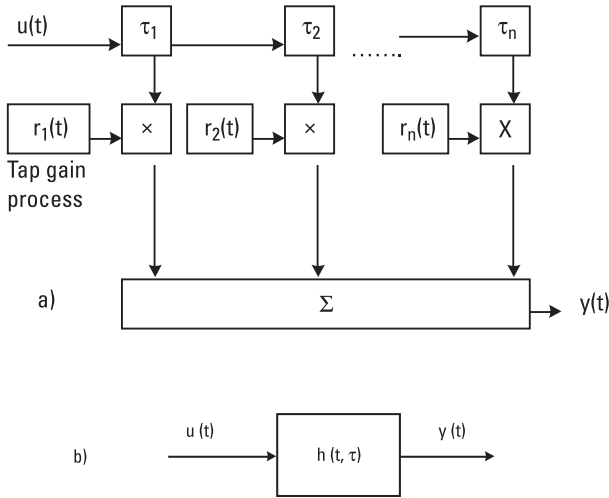 u(t) τ1 τ2 ........ τn
r1(t) × r2(t) × rn(t) X
Tap gain
process
a) Σ y(t)
u (t) y (t)
b) h (t, τ)